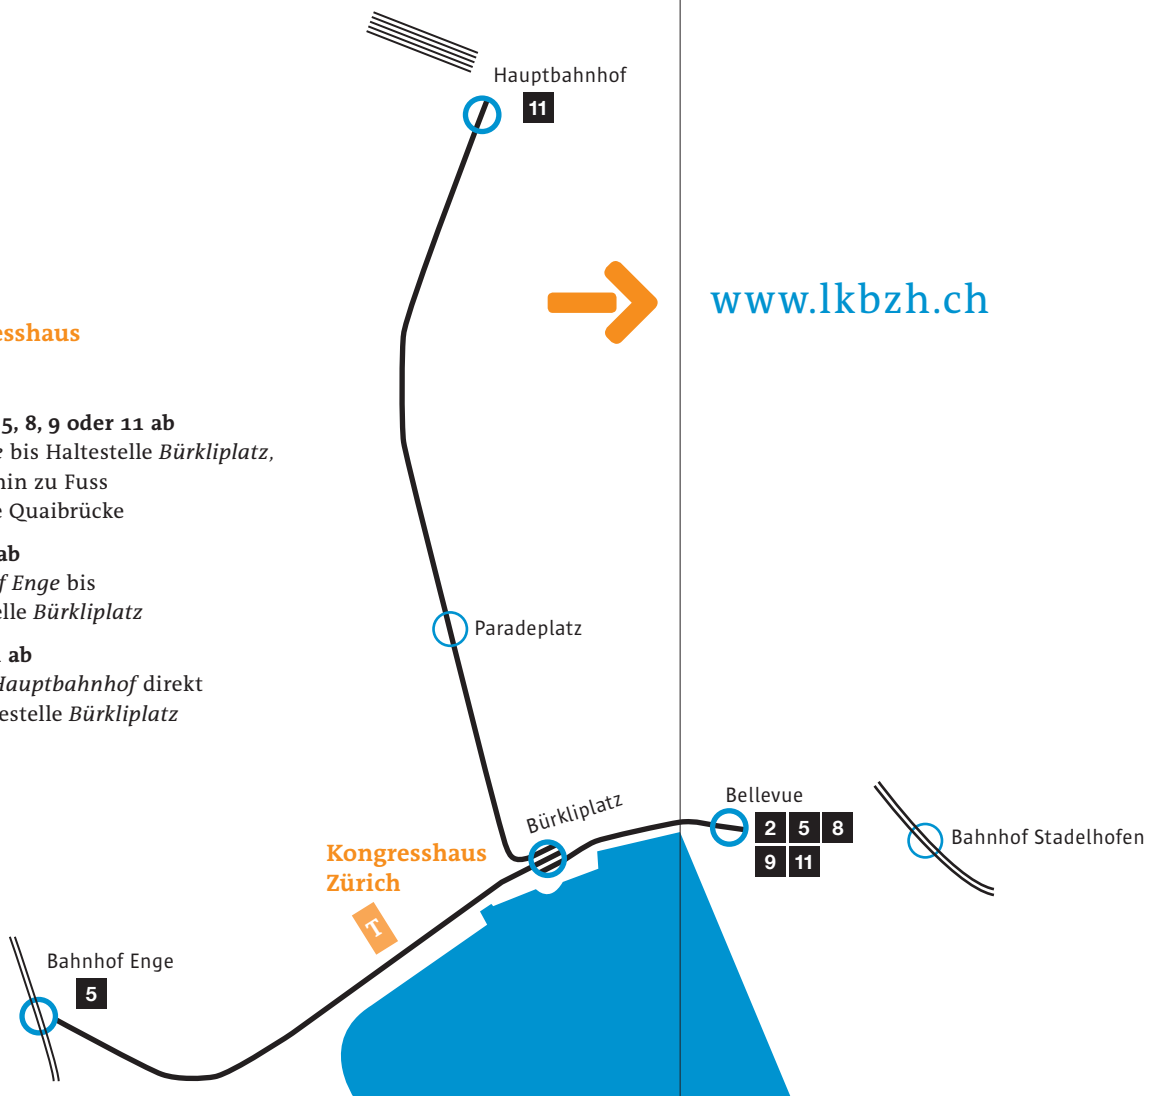 Hauptbahnhof
11
www.lkbzh.ch
esshaus
5, 8, 9 oder 11 ab
e bis Haltestelle Bürkliplatz,
hin zu Fuss
e Quaibrücke
ab
f Enge bis
elle Bürkliplatz
ab
Hauptbahnhof direkt
estelle Bürkliplatz
Paradeplatz
Bürkliplatz
Bellevue
2 5 8
9 11
Bahnhof Stadelhofen
Kongresshaus
Zürich
T
Bahnhof Enge
5